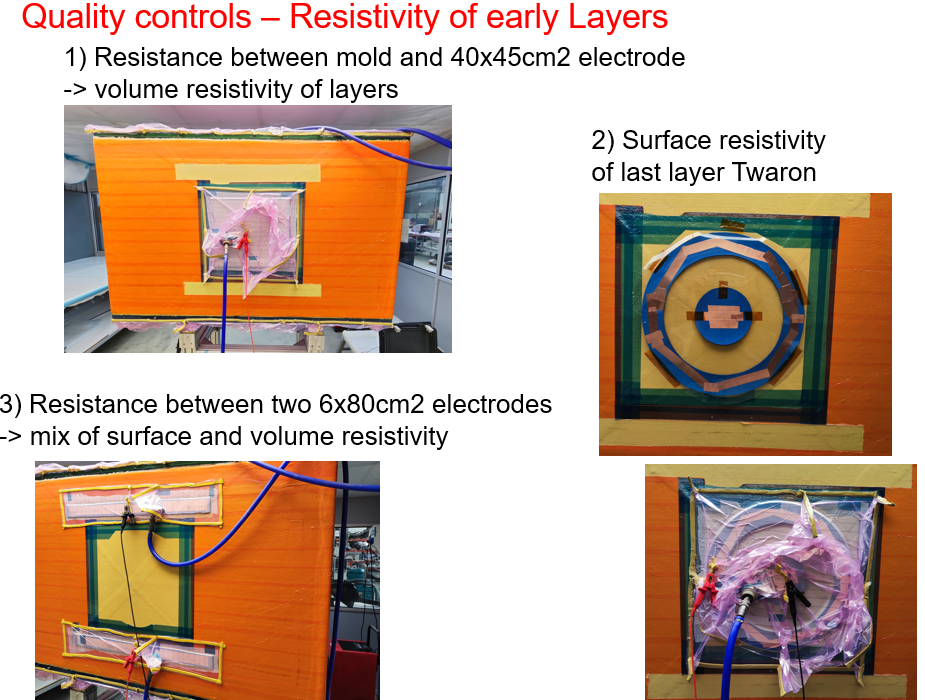 Quality controls – Resistivity of early Layers
1) Resistance between mold and 40x45cm2 electrode
-> volume resistivity of layers
2) Surface resistivity
of last layer Twaron
3) Resistance between two 6x80cm2 electrodes
-> mix of surface and volume resistivity